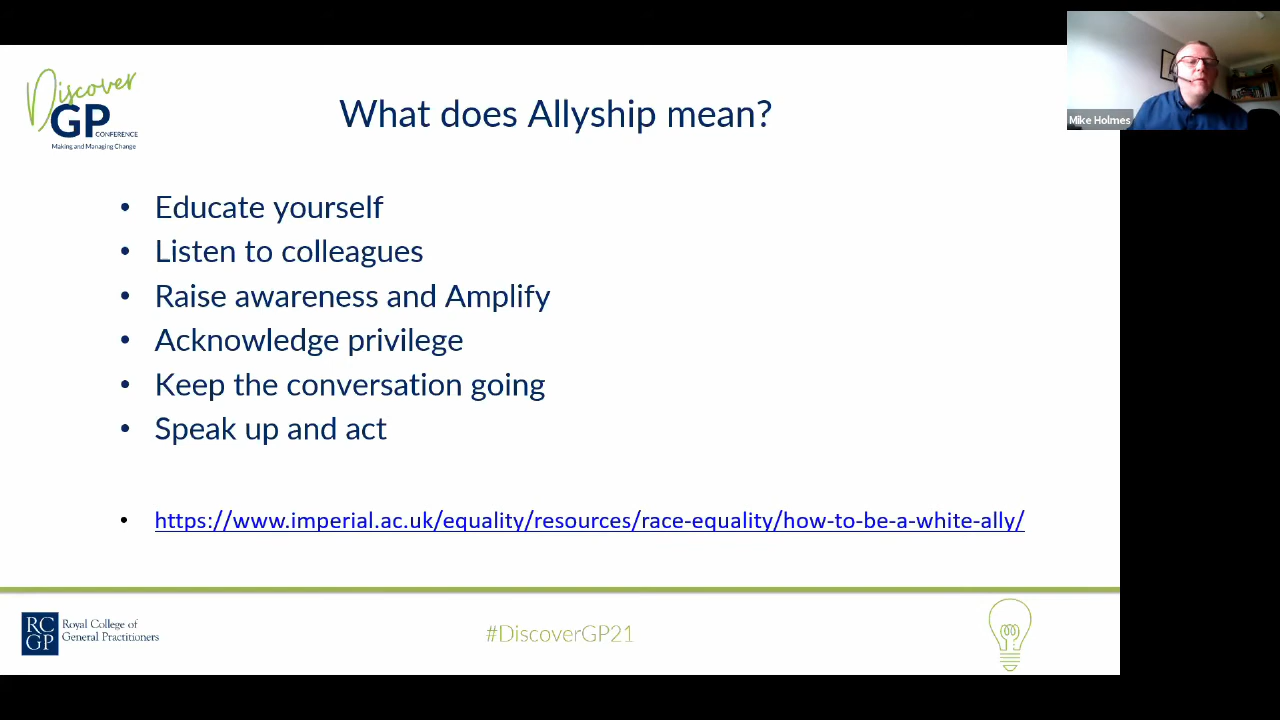 Discover
GP
CONFERENCE
Making and Managing Change
What does Allyship mean?
Mike Holmes
• Educate yourself
• Listen to colleagues
• Raise awareness and Amplify
• Acknowledge privilege
• Keep the conversation going
• Speak up and act
• https://www.imperial.ac.uk/equality/resources/race-equality/how-to-be-a-white-ally/
RC
GP
Royal College of
General Practitioners
#DiscoverGP21